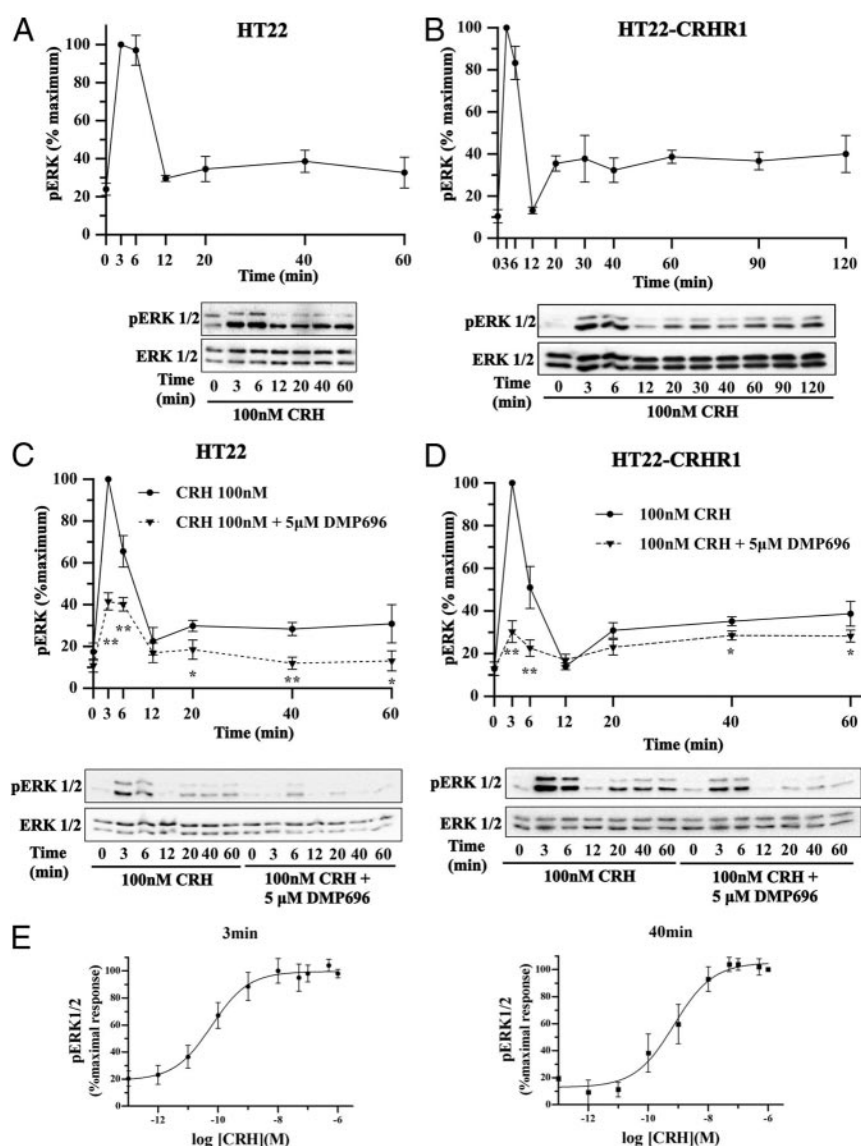 A
HT22
pERK (% maximum)
100
80
60
40
20
0
0 3 6 12 20 40 60
Time (min)
pERK 1/2
ERK 1/2
Time (min) 0 3 6 12 20 40 60
100nM CRH
B
HT22-CRHR1
pERK (% maximum)
100
80
60
40
20
0
0 3 6 12 20 30 40 60 90 120
Time (min)
pERK 1/2
ERK 1/2
Time (min) 0 3 6 12 20 30 40 60 90 120
100nM CRH
C
HT22
CRH 100nM
CRH 100nM + 5μM DMP696
pERK (%maximum)
100
80
60
40
20
0
** ** * ** *
0 3 6 12 20 40 60
Time (min)
pERK 1/2
ERK 1/2
Time (min) 0 3 6 12 20 40 60 0 3 6 12 20 40 60
100nM CRH
100nM CRH +
5 μM DMP696
D
HT22-CRHR1
100nM CRH
100nM CRH + 5μM DMP696
pERK (%maximum)
100
80
60
40
20
0
** ** * *
0 3 6 12 20 40 60
Time (min)
pERK 1/2
ERK 1/2
Time (min) 0 3 6 12 20 40 60 0 3 6 12 20 40 60
100nM CRH
100nM CRH +
5 μM DMP696
E
3min
pERK1/2
(%maximal response)
100
80
60
40
20
0
-12 -10 -8 -6
log [CRH](M)
40min
pERK1/2
(%maximal response)
100
80
60
40
20
0
-12 -10 -8 -6
log [CRH](M)